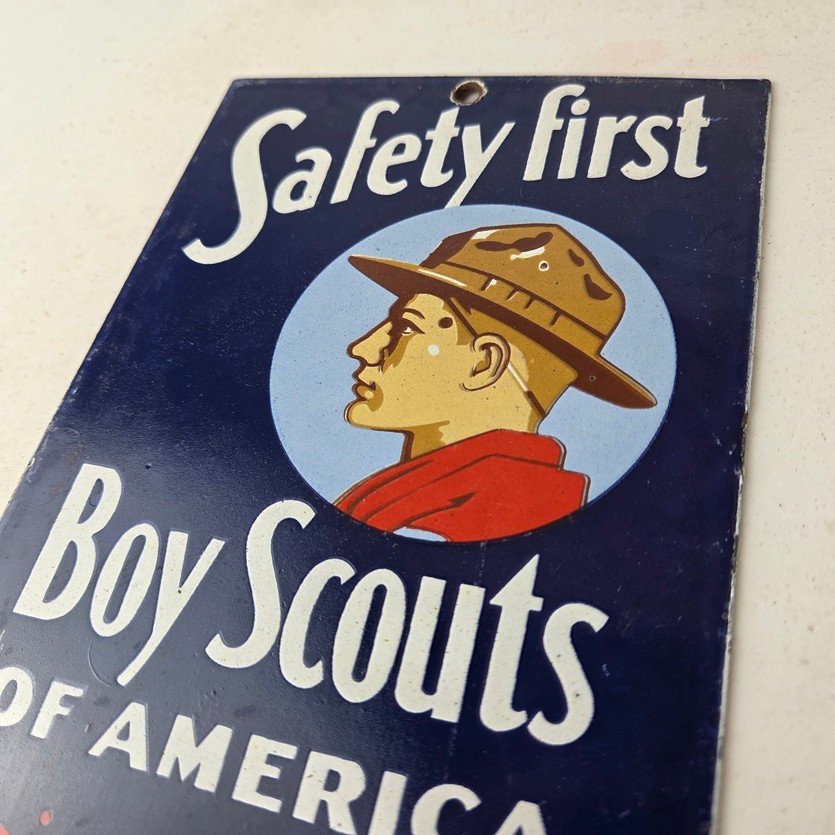 Safety first
Boy Scouts
OF AMERICA